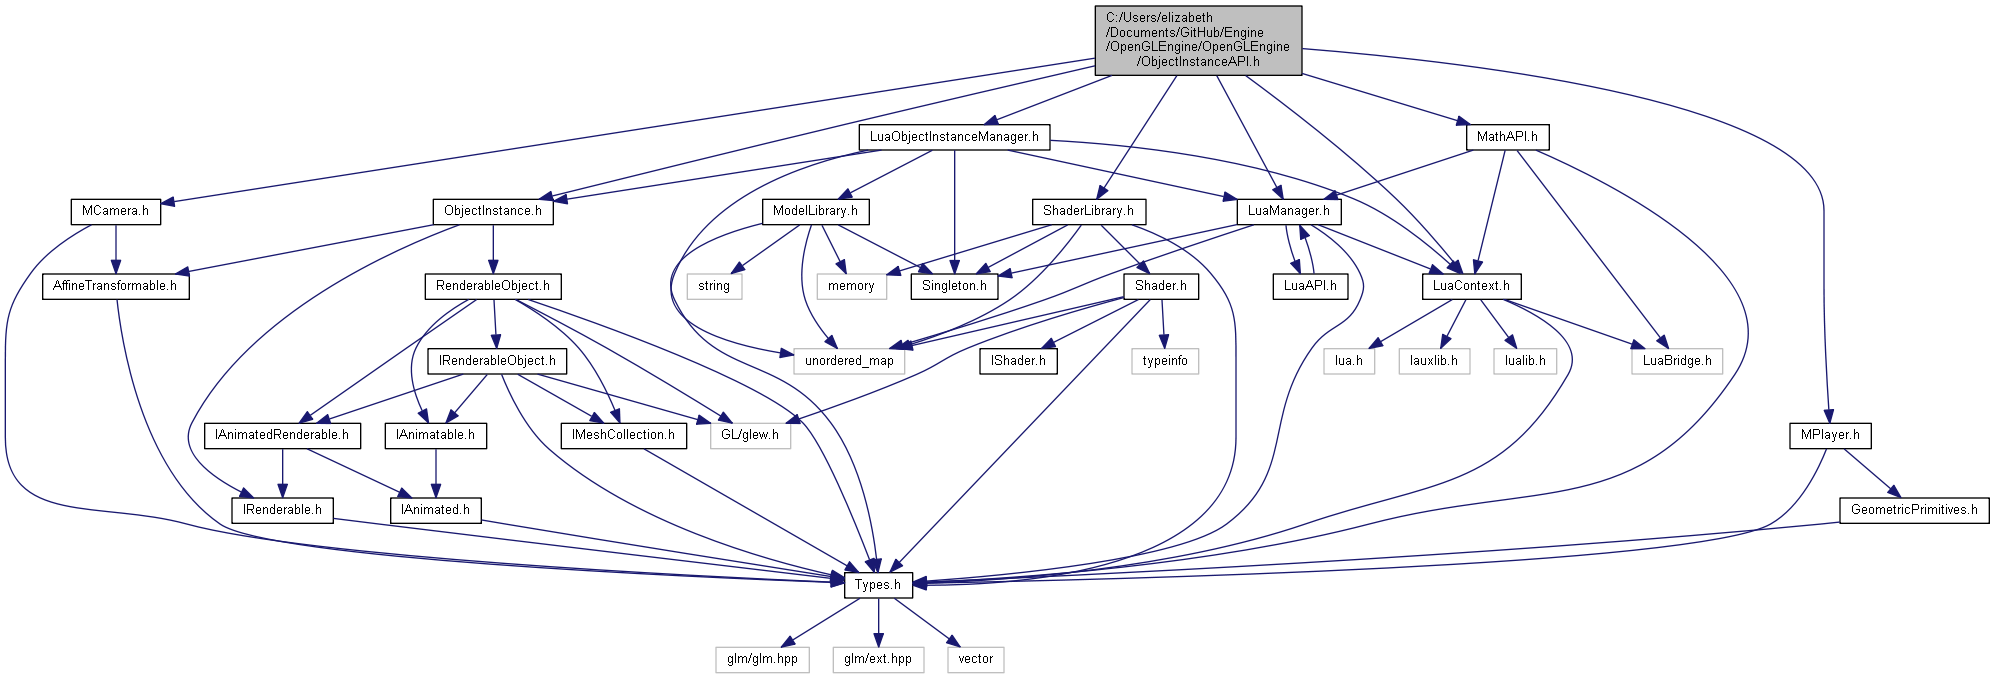 C:/Users/elizabeth
/Documents/GitHub/Engine
/OpenGLEngine/OpenGLEngine
/ObjectInstanceAPI.h
LuaObjectInstanceManager.h
MathAPI.h
MCamera.h
ObjectInstance.h
ModelLibrary.h
ShaderLibrary.h
LuaManager.h
AffineTransformable.h
RenderableObject.h
string
memory
Singleton.h
Shader.h
LuaAPI.h
LuaContext.h
IRenderableObject.h
unordered_map
IShader.h
typeinfo
lua.h
lauxlib.h
lualib.h
LuaBridge.h
IAnimatedRenderable.h
IAnimatable.h
IMeshCollection.h
GL/glew.h
MPlayer.h
IRenderable.h
IAnimated.h
GeometricPrimitives.h
Types.h
glm/glm.hpp
glm/ext.hpp
vector